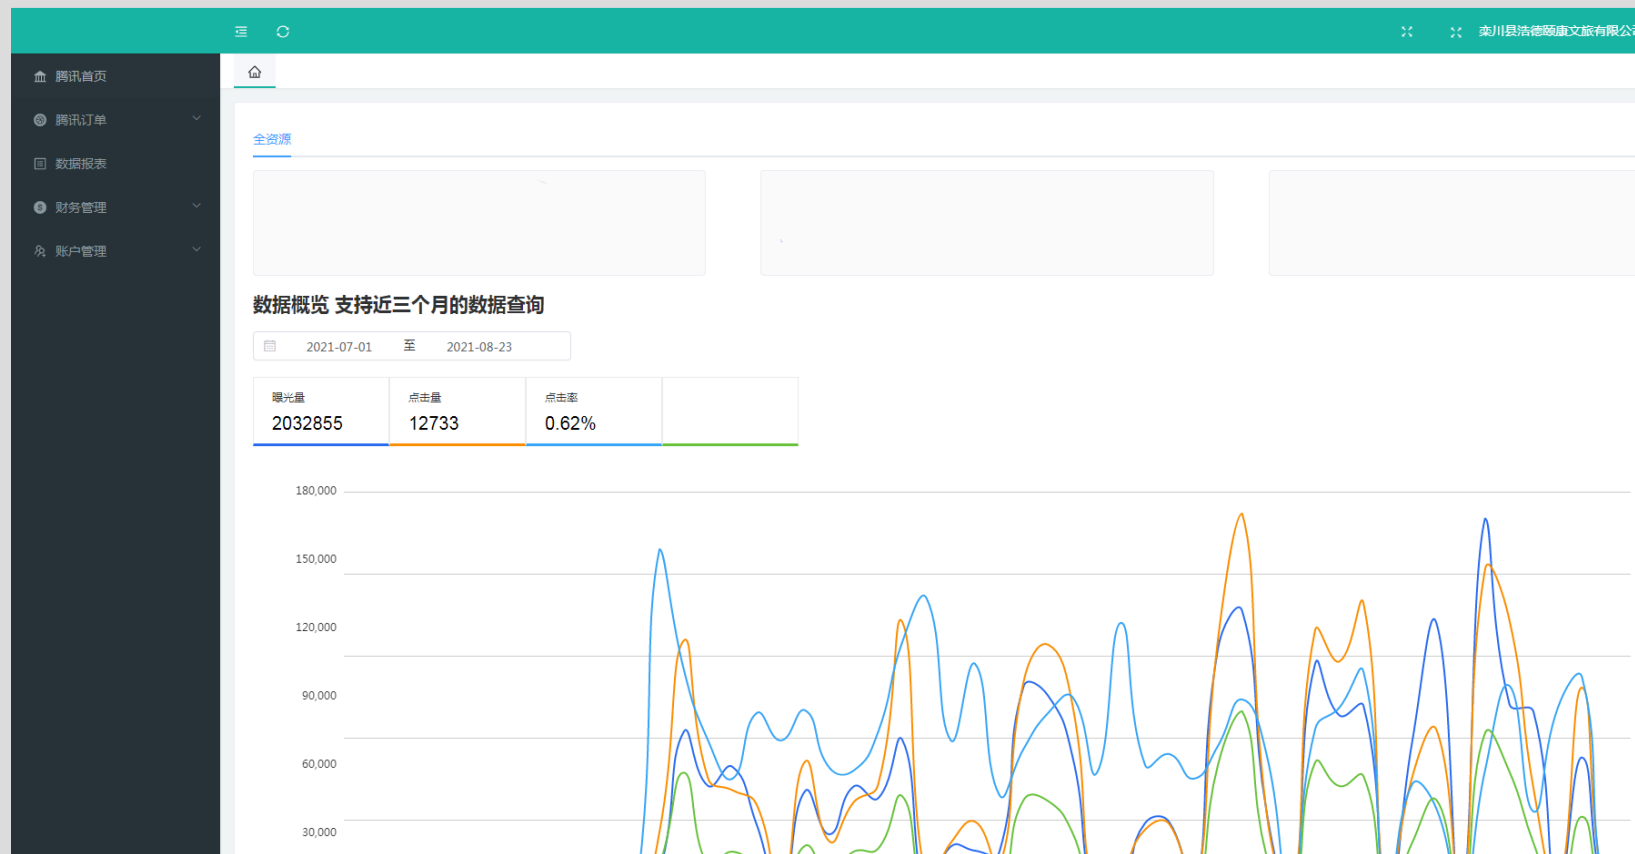 栾川县浩德颐康文旅有限公司
腾讯首页
腾讯订单
数据报表
财务管理
账户管理
全资源
数据概览 支持近三个月的数据查询
2021-07-01 至 2021-08-23
曝光量 点击量 点击率
2032855 12733 0.62%
180,000
150,000
120,000
90,000
60,000
30,000